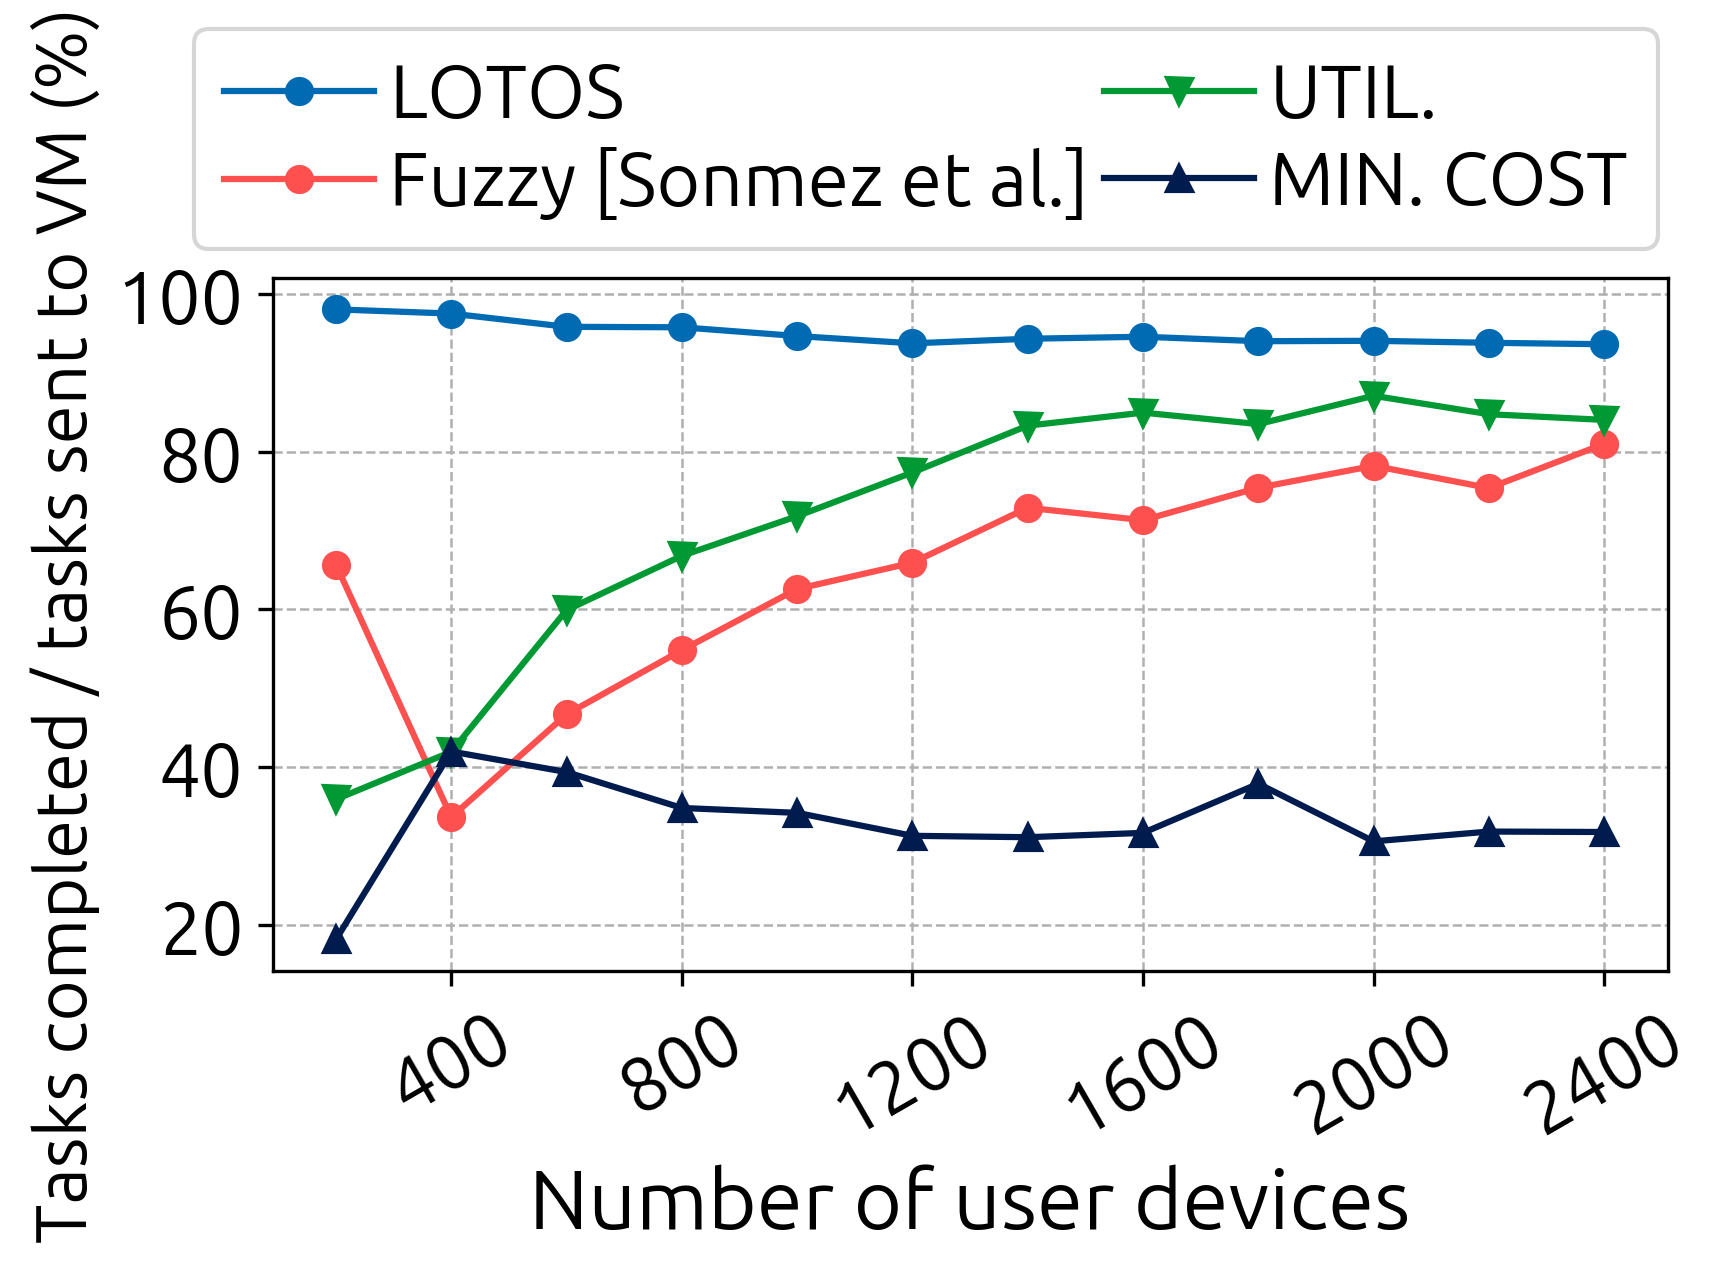 LOTOS
Fuzzy [Sonmez et al.]
UTIL.
MIN. COST
Tasks completed / tasks sent to VM (%)
100
80
60
40
20
400 800 1200 1600 2000 2400
Number of user devices